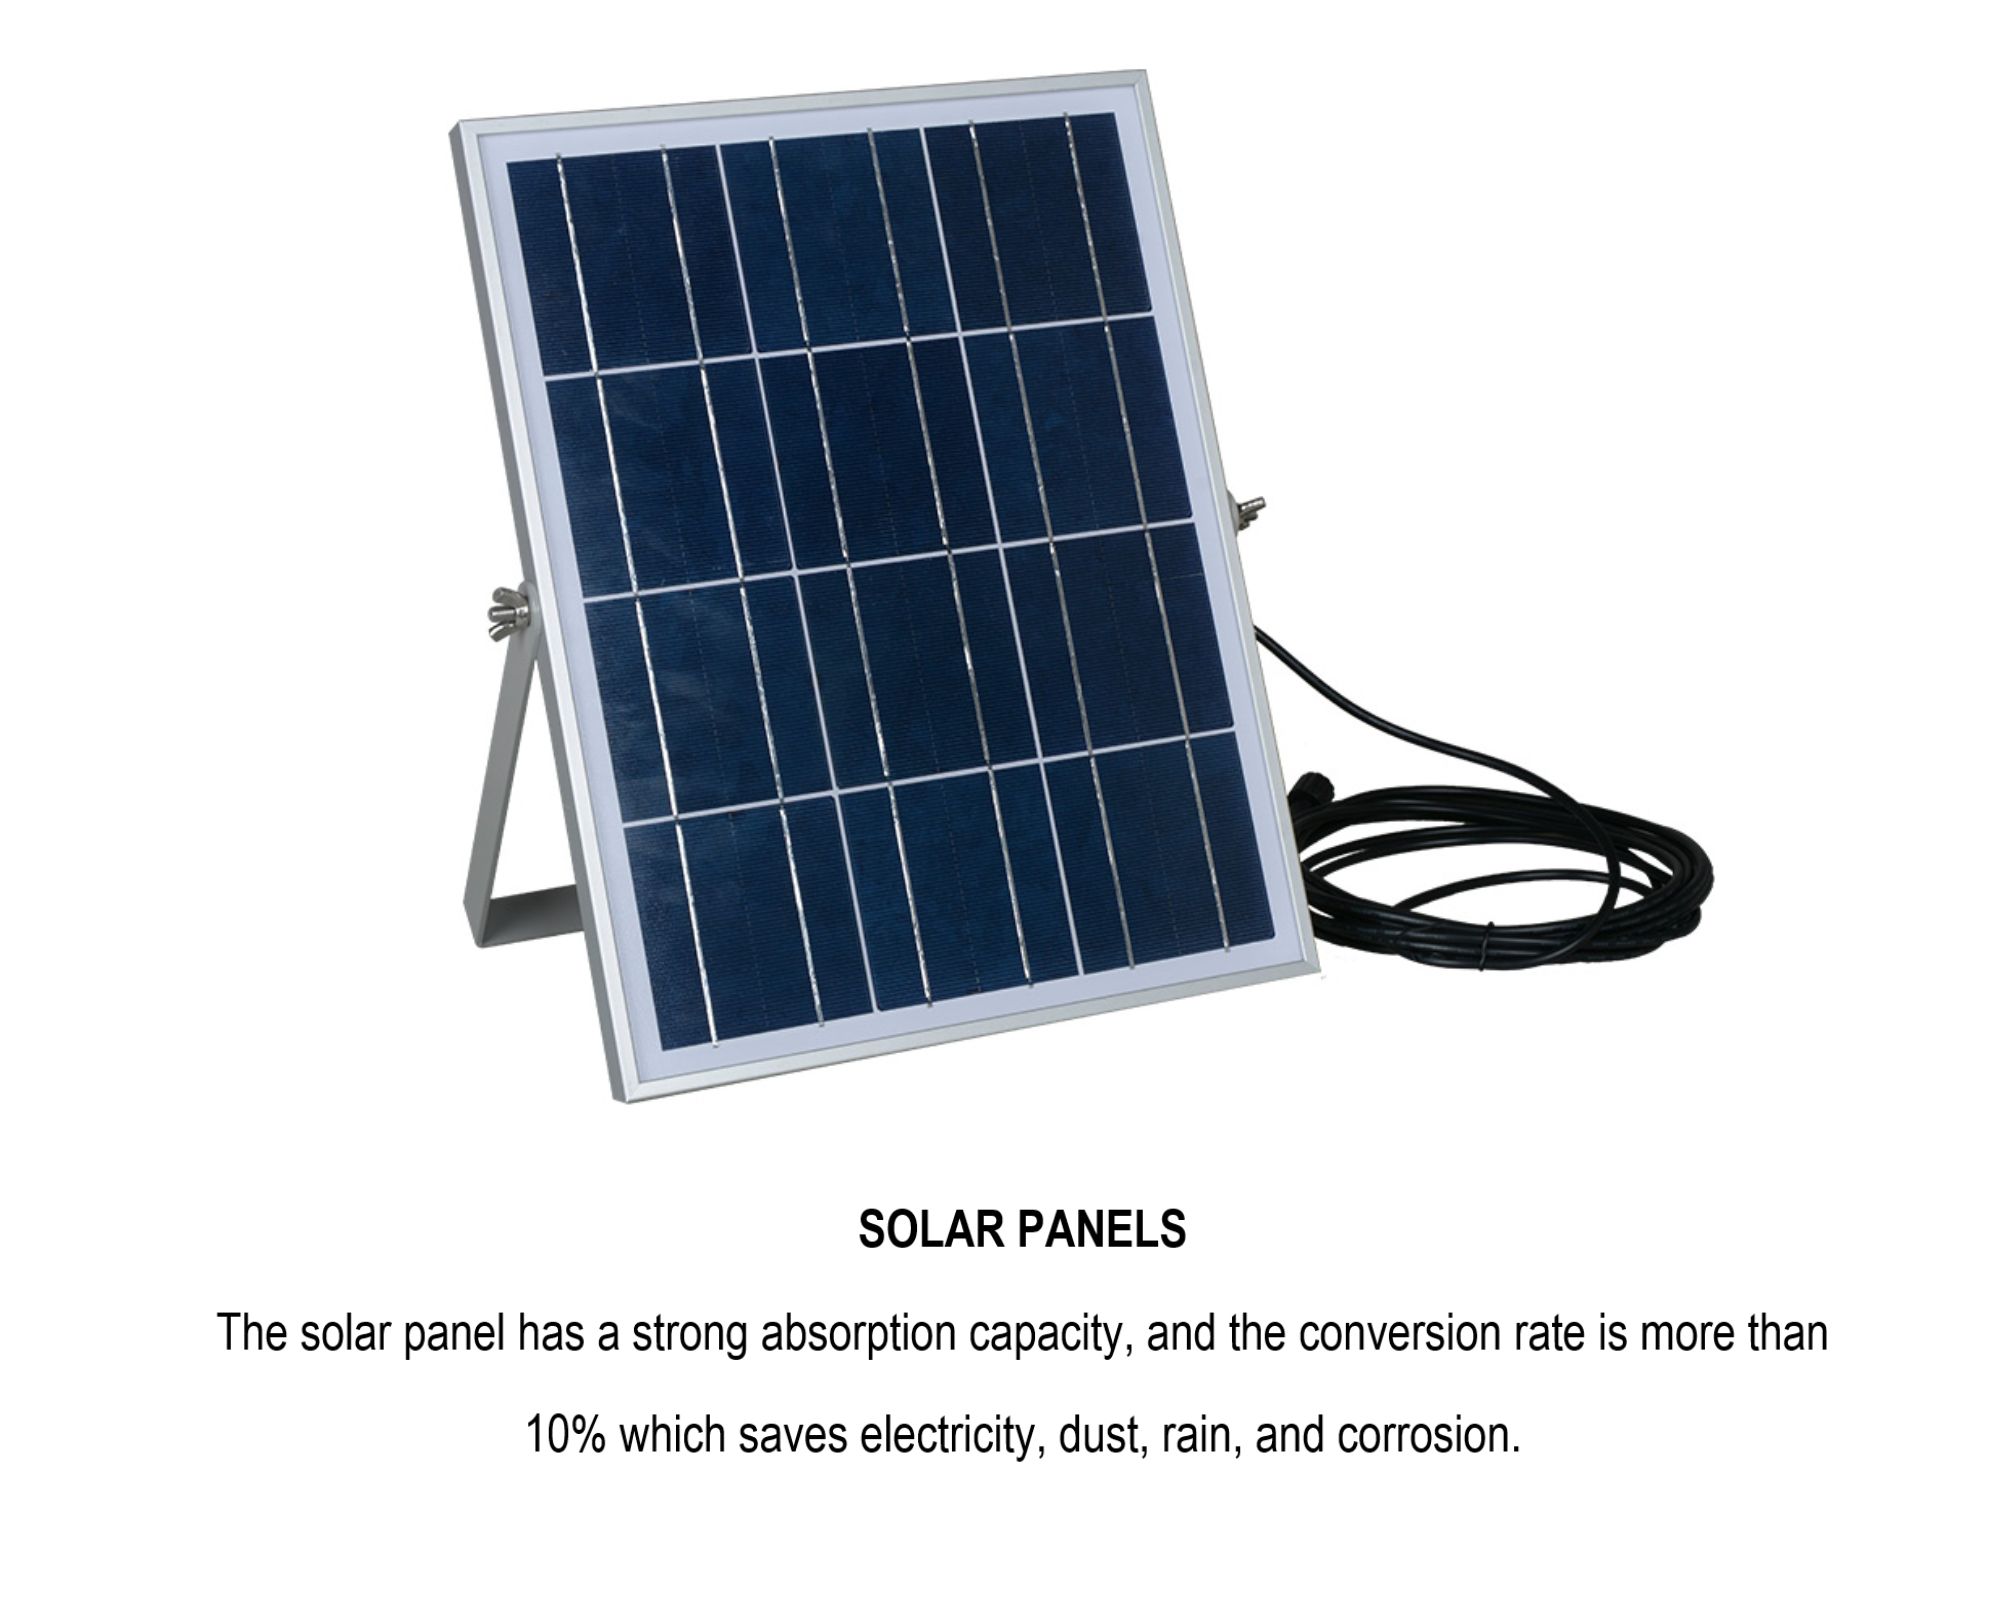 SOLAR PANELS
The solar panel has a strong absorption capacity, and the conversion rate is more than
10% which saves electricity, dust, rain, and corrosion.